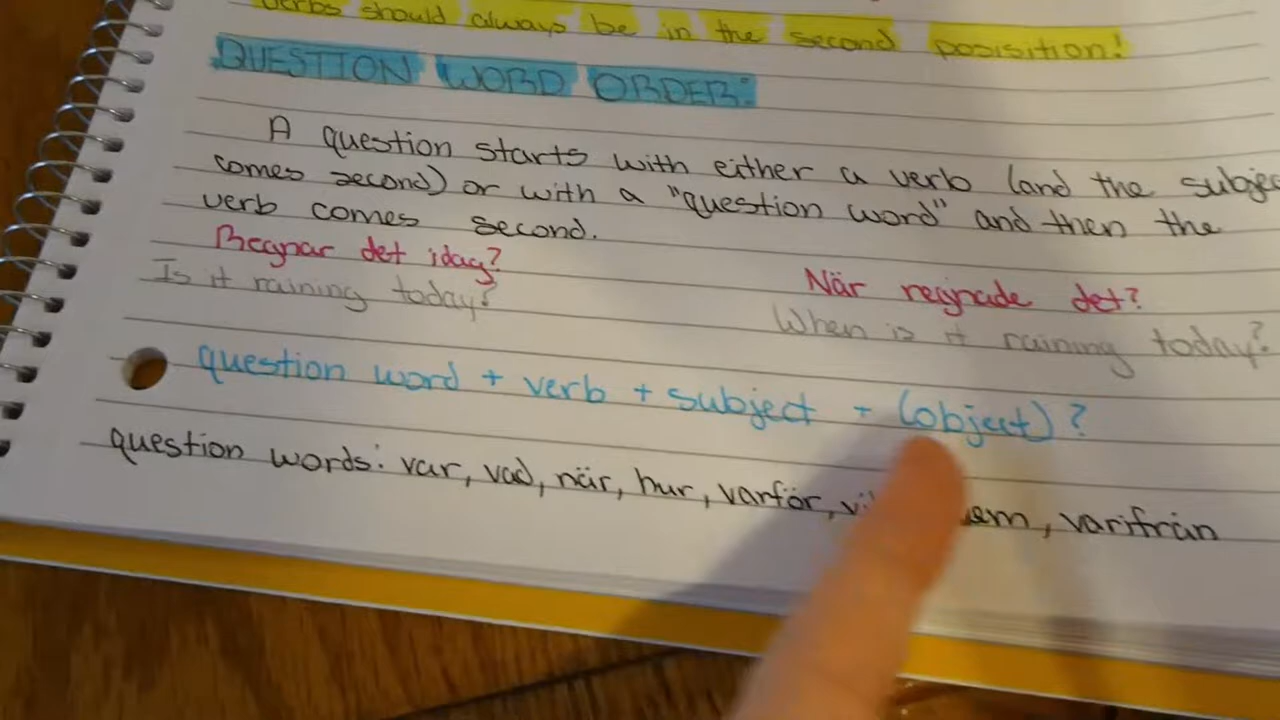 verbs should always be in the second posisition!
QUESTION WORD ORDER:
A question starts with either a verb (and the subjec
comes second) or with a "question word" and then the
verb comes second.
Regnar det idag?
Is it raining today?
När regnade det?
When is it raining today?
question word + verb + subject + (object)?
question words: var, vad, när, hur, varför, varifrån